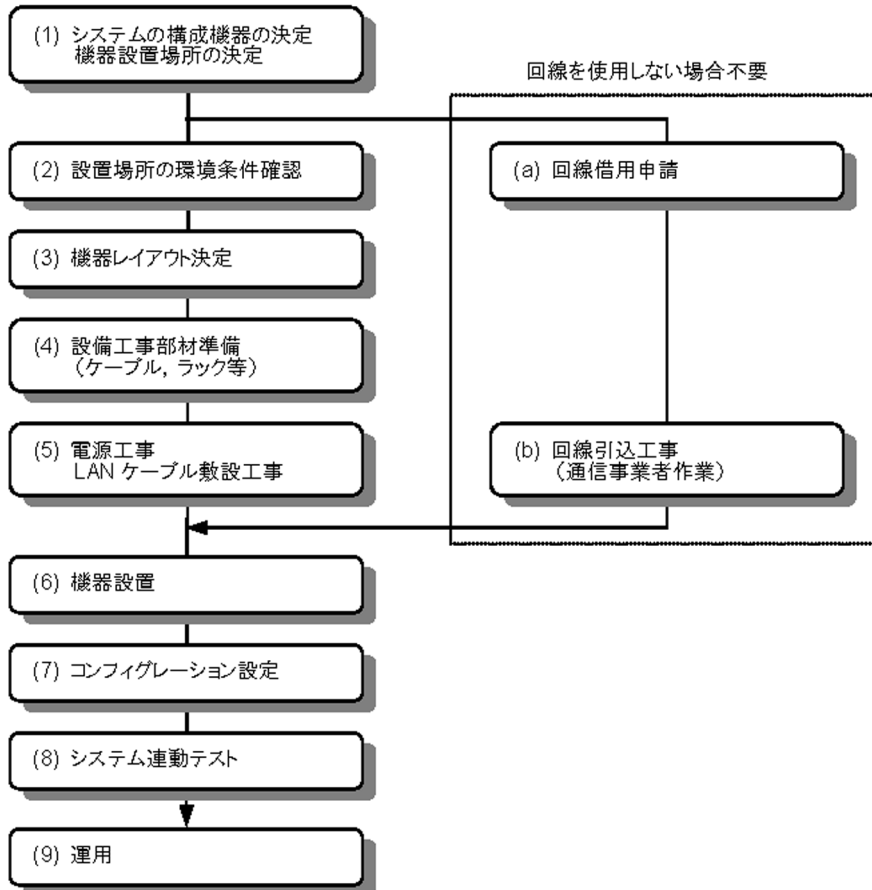 (1) システムの構成機器の決定
機器設置場所の決定
回線を使用しない場合不要
(2) 設置場所の環境条件確認
(a) 回線借用申請
(3) 機器レイアウト決定
(4) 設備工事部材準備
（ケーブル, ラック等）
(5) 電源工事
LAN ケーブル敷設工事
(b) 回線引込工事
（通信事業者作業）
(6) 機器設置
(7) コンフィグレーション設定
(8) システム連動テスト
(9) 運用